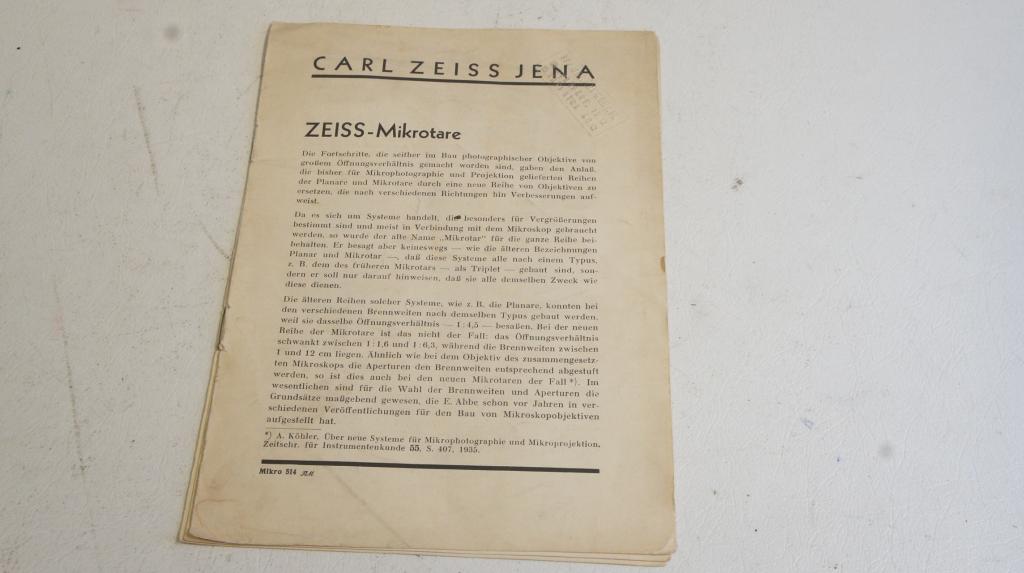 CARL ZEISS JENA
ZEISS-Mikrotare
Die Fortschritte, die seither im Bau photographischer Objektive von
großem Öffnungsverhältnis gemacht worden sind, gaben den Anlaß,
die bisher für Mikrophotographie und Projektion gelieferten Reihen
der Planare und Mikrotare durch eine neue Reihe von Objektiven zu
ersetzen, die nach verschiedenen Richtungen hin Verbesserungen auf-
weist.
Da es sich um Systeme handelt, die besonders für Vergrößerungen
bestimmt sind und meist in Verbindung mit dem Mikroskop gebraucht
werden, so wurde der alte Name „Mikrotar" für die ganze Reihe bei-
behalten. Er besagt aber keineswegs — wie die älteren Bezeichnungen
Planar und Mikrotar —, daß diese Systeme alle nach einem Typus,
z. B. dem des früheren Mikrotars — als Triplet — gebaut sind, son-
dern er soll nur darauf hinweisen, daß sie alle demselben Zweck wie
diese dienen.
Die älteren Reihen solcher Systeme, wie z. B. die Planare, konnten bei
den verschiedenen Brennweiten nach demselben Typus gebaut werden,
weil sie dasselbe Öffnungsverhältnis — 1:4,5 — besaßen. Bei der neuen
Reihe der Mikrotare ist das nicht der Fall: das Öffnungsverhältnis
schwankt zwischen 1:1,6 und 1:6,3, während die Brennweiten zwischen
1 und 12 cm liegen. Ähnlich wie bei dem Objektiv des zusammengesetz-
ten Mikroskops die Aperturen den Brennweiten entsprechend abgestuft
werden, so ist dies auch bei den neuen Mikrotaren der Fall*). Im
wesentlichen sind für die Wahl der Brennweiten und Aperturen die
Grundsätze maßgebend gewesen, die E. Abbe schon vor Jahren in ver-
schiedenen Veröffentlichungen für den Bau von Mikroskopobjektiven
aufgestellt hat.
*) A. Köhler, Über neue Systeme für Mikrophotographie und Mikroprojektion,
Zeitschr. für Instrumentenkunde 55, S. 407, 1935.
Mikro 514